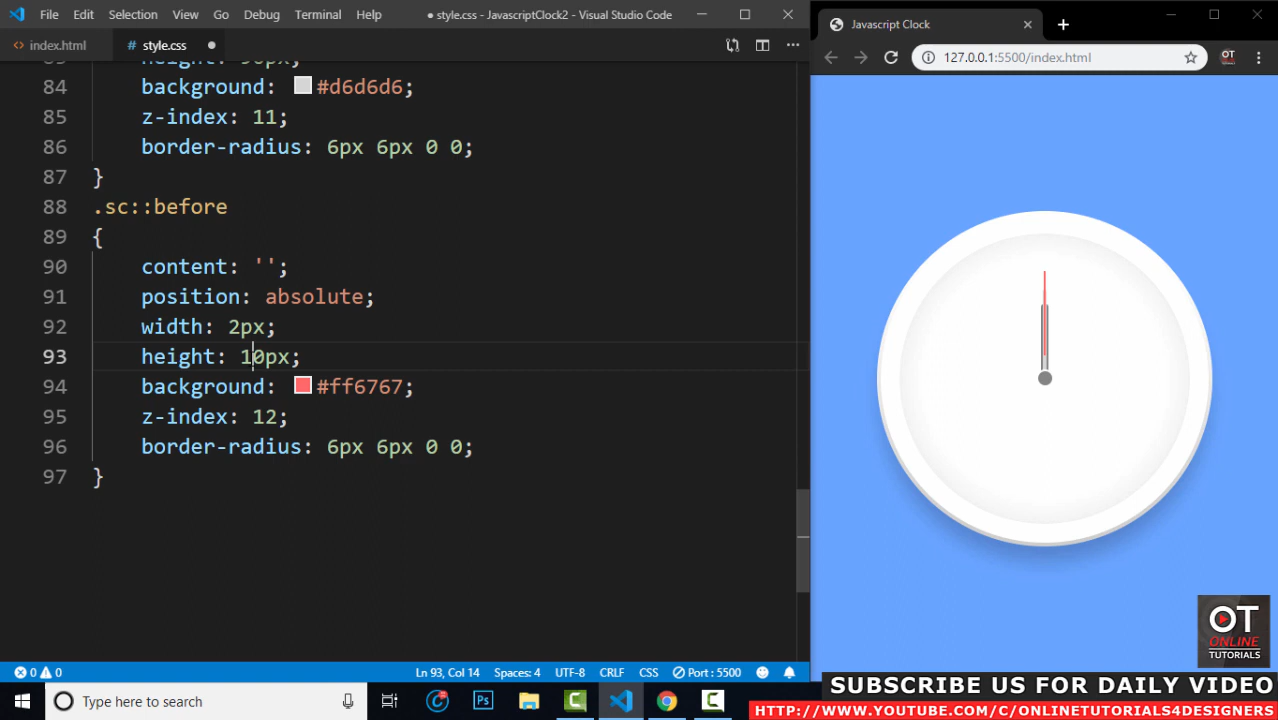 File Edit Selection View Go Debug Terminal Help ● style.css - JavascriptClock2 - Visual Studio Code
Javascript Clock
index.html style.css
127.0.0.1:5500/index.html
84 background: #d6d6d6;
85 z-index: 11;
86 border-radius: 6px 6px 0 0;
87 }
88 .sc::before
89 {
90 content: '';
91 position: absolute;
92 width: 2px;
93 height: 10px;
94 background: #ff6767;
95 z-index: 12;
96 border-radius: 6px 6px 0 0;
97 }
OT
ONLINE
TUTORIALS
0 0 Ln 93, Col 14 Spaces: 4 UTF-8 CRLF CSS Port : 5500
Type here to search
SUBSCRIBE US FOR DAILY VIDEO
HTTP://WWW.YOUTUBE.COM/C/ONLINETUTORIALS4DESIGNERS